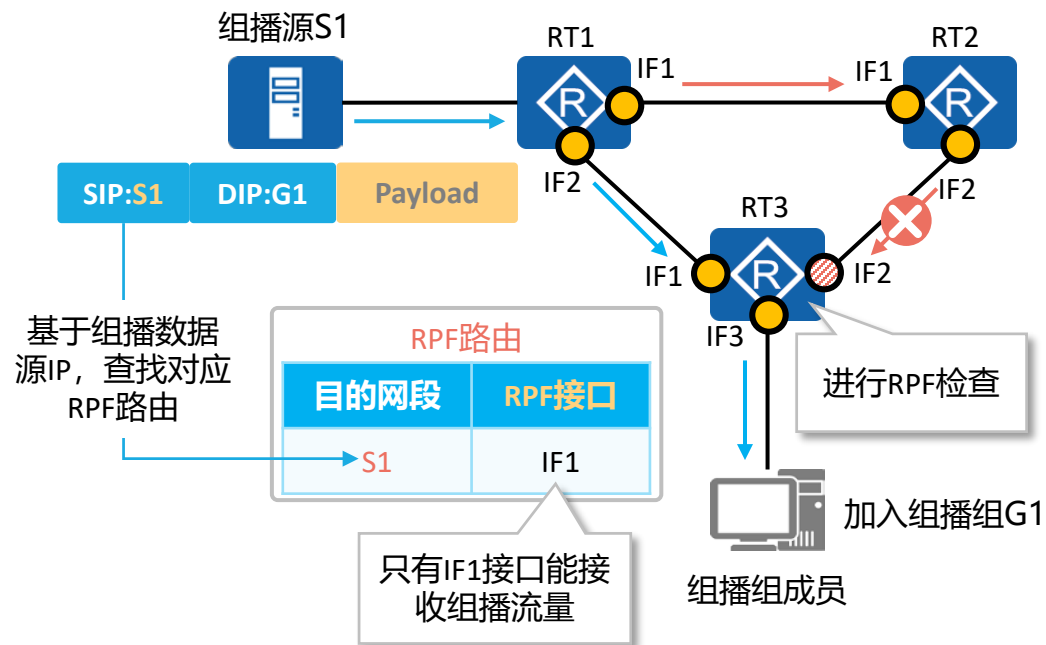 组播源S1
RT1
RT2
IF1
IF1
R
R
IF2
IF2
SIP:S1
DIP:G1
Payload
RT3
IF1
R
IF2
IF3
基于组播数据
源IP，查找对应
RPF路由
RPF路由
目的网段
RPF接口
S1
IF1
进行RPF检查
只有IF1接口能接
收组播流量
加入组播组G1
组播组成员